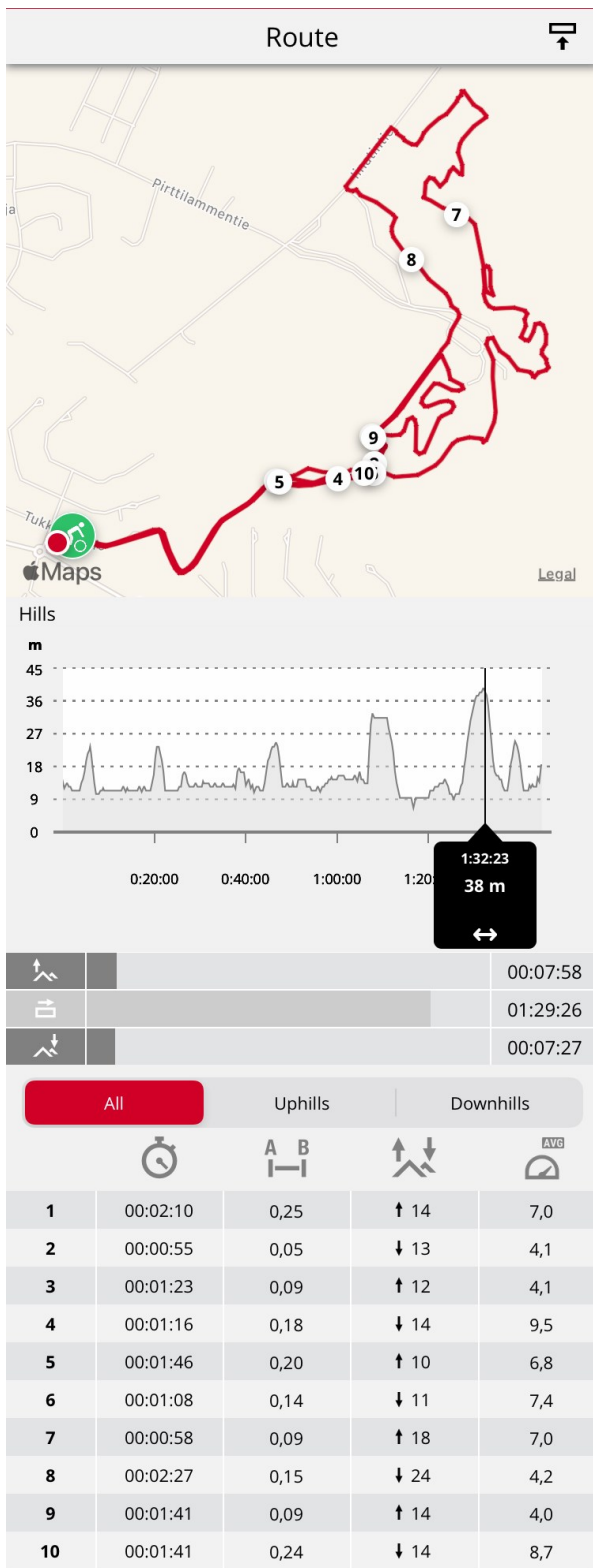 Route
ja
Pirttilammentie
7
8
9
10
5
4
Tukk
Maps
Legal
Hills
m
45
36
27
18
9
0
0:20:00 0:40:00 1:00:00 1:20:
1:32:23
38 m
00:07:58
01:29:26
00:07:27
All Uphills Downhills
A B
AVG
1 00:02:10 0,25 14 7,0
2 00:00:55 0,05 13 4,1
3 00:01:23 0,09 12 4,1
4 00:01:16 0,18 14 9,5
5 00:01:46 0,20 10 6,8
6 00:01:08 0,14 11 7,4
7 00:00:58 0,09 18 7,0
8 00:02:27 0,15 24 4,2
9 00:01:41 0,09 14 4,0
10 00:01:41 0,24 14 8,7